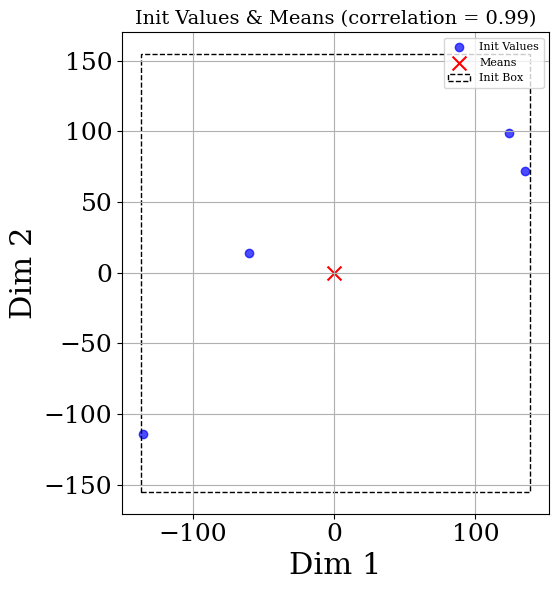 Init Values & Means (correlation = 0.99)
Init Values
Means
Init Box
150
100
50
0
−50
−100
−150
Dim 2
−100 0 100
Dim 1